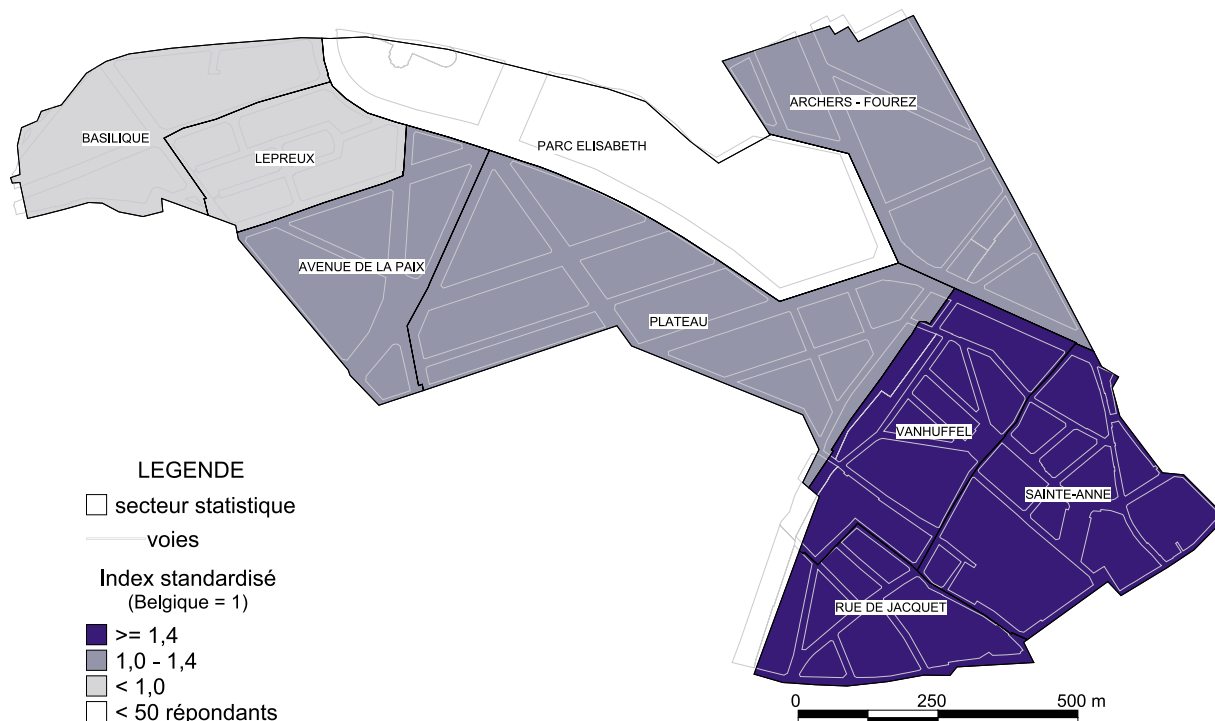 ARCHERS - FOUREZ
BASILIQUE
PARC ELISABETH
LEPREUX
AVENUE DE LA PAIX
PLATEAU
VANHUFFEL
SAINTE-ANNE
RUE DE JACQUET
LEGENDE
secteur statistique
voies
Index standardisé
(Belgique = 1)
>= 1,4
1,0 - 1,4
< 1,0
< 50 répondants
0 250 500 m